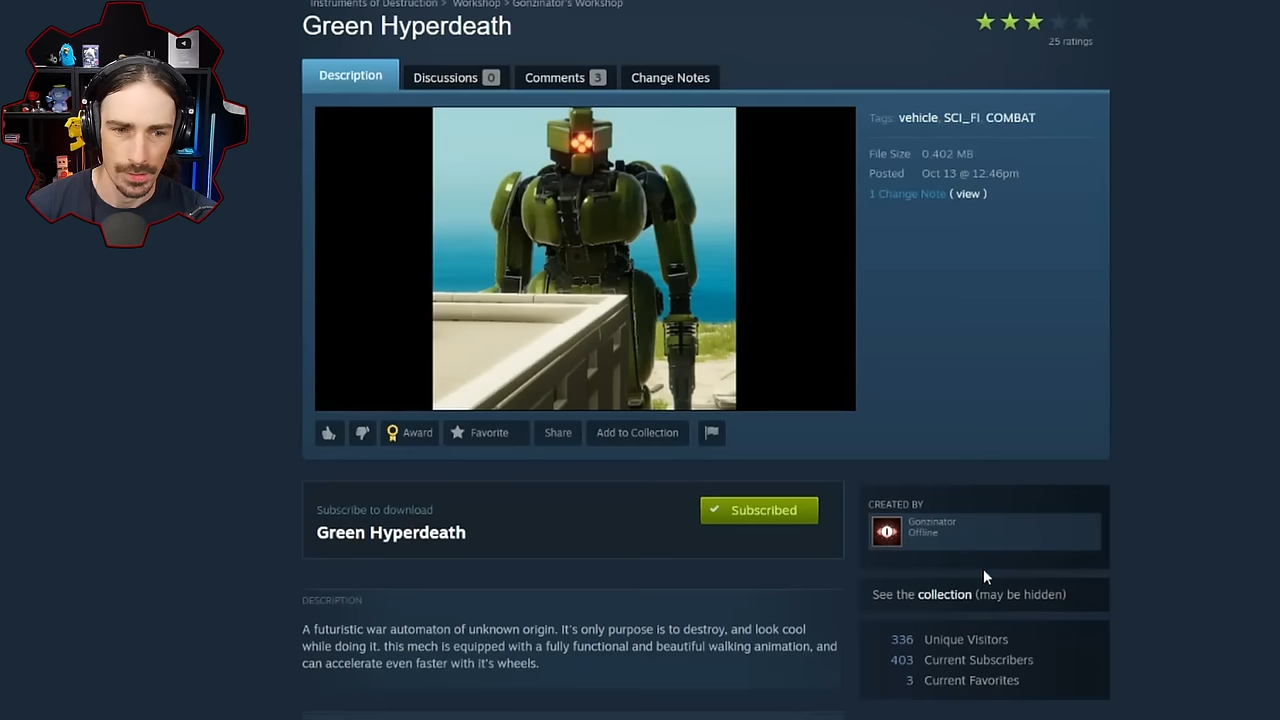 Instruments of Destruction > Workshop > Gonzinator's Workshop
Green Hyperdeath
25 ratings
Description
Discussions 0
Comments 3
Change Notes
Tags: vehicle, SCI_FI, COMBAT
File Size 0.402 MB
Posted Oct 13 @ 12:46pm
1 Change Note ( view )
Award
Favorite
Share
Add to Collection
Subscribe to download
Green Hyperdeath
Subscribed
CREATED BY
Gonzinator
Offline
See the collection (may be hidden)
DESCRIPTION
A futuristic war automaton of unknown origin. It's only purpose is to destroy, and look cool
while doing it. this mech is equipped with a fully functional and beautiful walking animation, and
can accelerate even faster with it's wheels.
336 Unique Visitors
403 Current Subscribers
3 Current Favorites